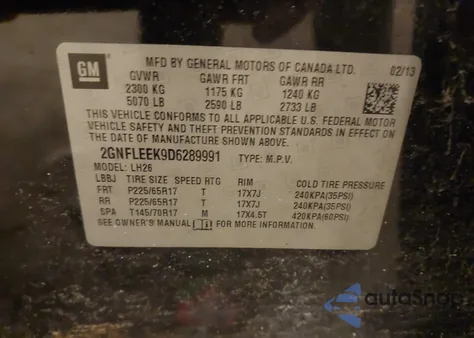 GM
MFD BY GENERAL MOTORS OF CANADA LTD. 02/13
GVWR GAWR FRT GAWR RR
2300 KG 1175 KG 1240 KG
5070 LB 2590 LB 2733 LB
THIS VEHICLE CONFORMS TO ALL APPLICABLE U.S. FEDERAL MOTOR
VEHICLE SAFETY AND THEFT PREVENTION STANDARDS IN EFFECT ON
THE DATE OF MANUFACTURE SHOWN ABOVE.
2GNFLEEK9D6289991 TYPE: M.P.V.
MODEL: LH26
LBBJ TIRE SIZE SPEED RTG RIM COLD TIRE PRESSURE
FRT P225/65R17 T 17X7J 240KPA(35PSI)
RR P225/65R17 T 17X7J 240KPA(35PSI)
SPA T145/70R17 M 17X4.5T 420KPA(60PSI)
SEE OWNER'S MANUAL FOR MORE INFORMATION.
autoSnap